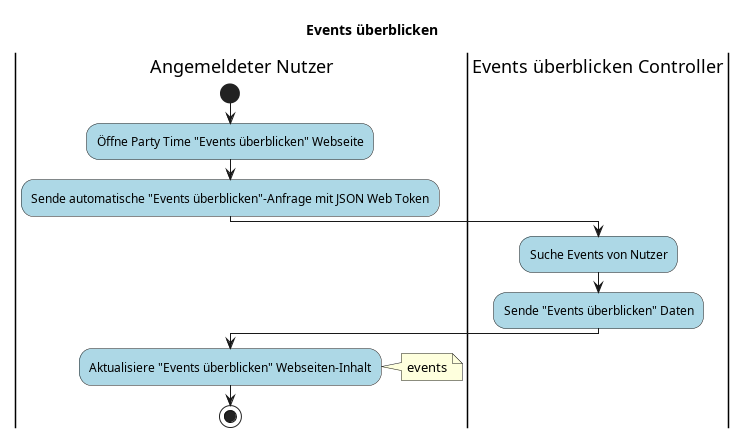 Events überblicken
Angemeldeter Nutzer
Events überblicken Controller
Öffne Party Time "Events überblicken" Webseite
Sende automatische "Events überblicken"-Anfrage mit JSON Web Token
Suche Events von Nutzer
Sende "Events überblicken" Daten
Aktualisiere "Events überblicken" Webseiten-Inhalt
events